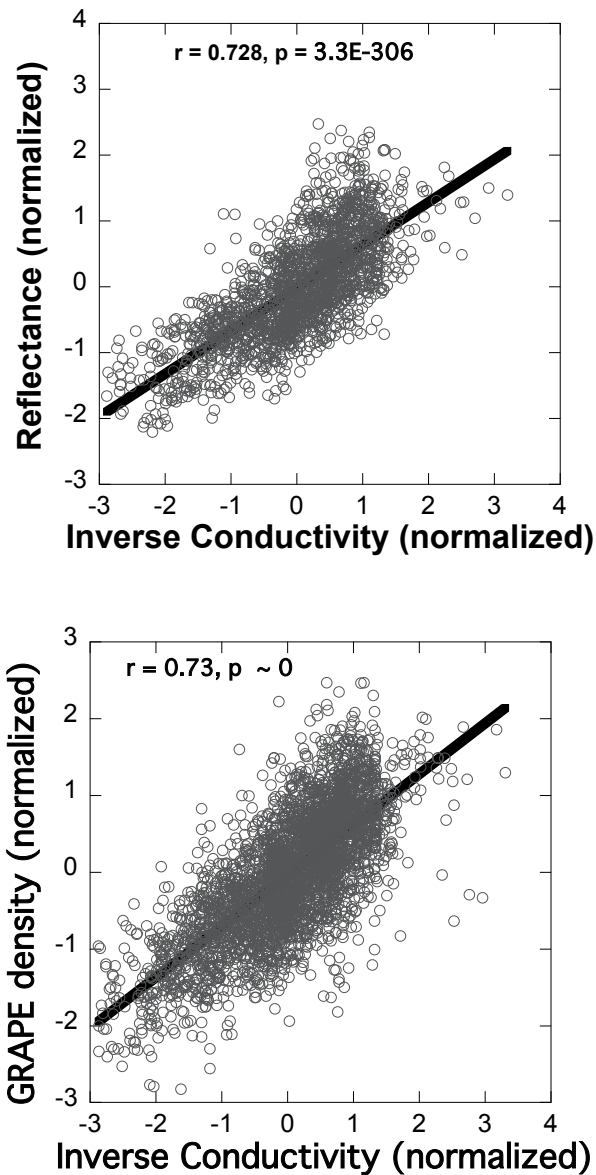 4
r = 0.728, p = 3.3E-306
3
2
1
0
-1
-2
-3
Reflectance (normalized)
-3 -2 -1 0 1 2 3 4
Inverse Conductivity (normalized)
3
r = 0.73, p ~ 0
2
1
0
-1
-2
-3
GRAPE density (normalized)
-3 -2 -1 0 1 2 3 4
Inverse Conductivity (normalized)